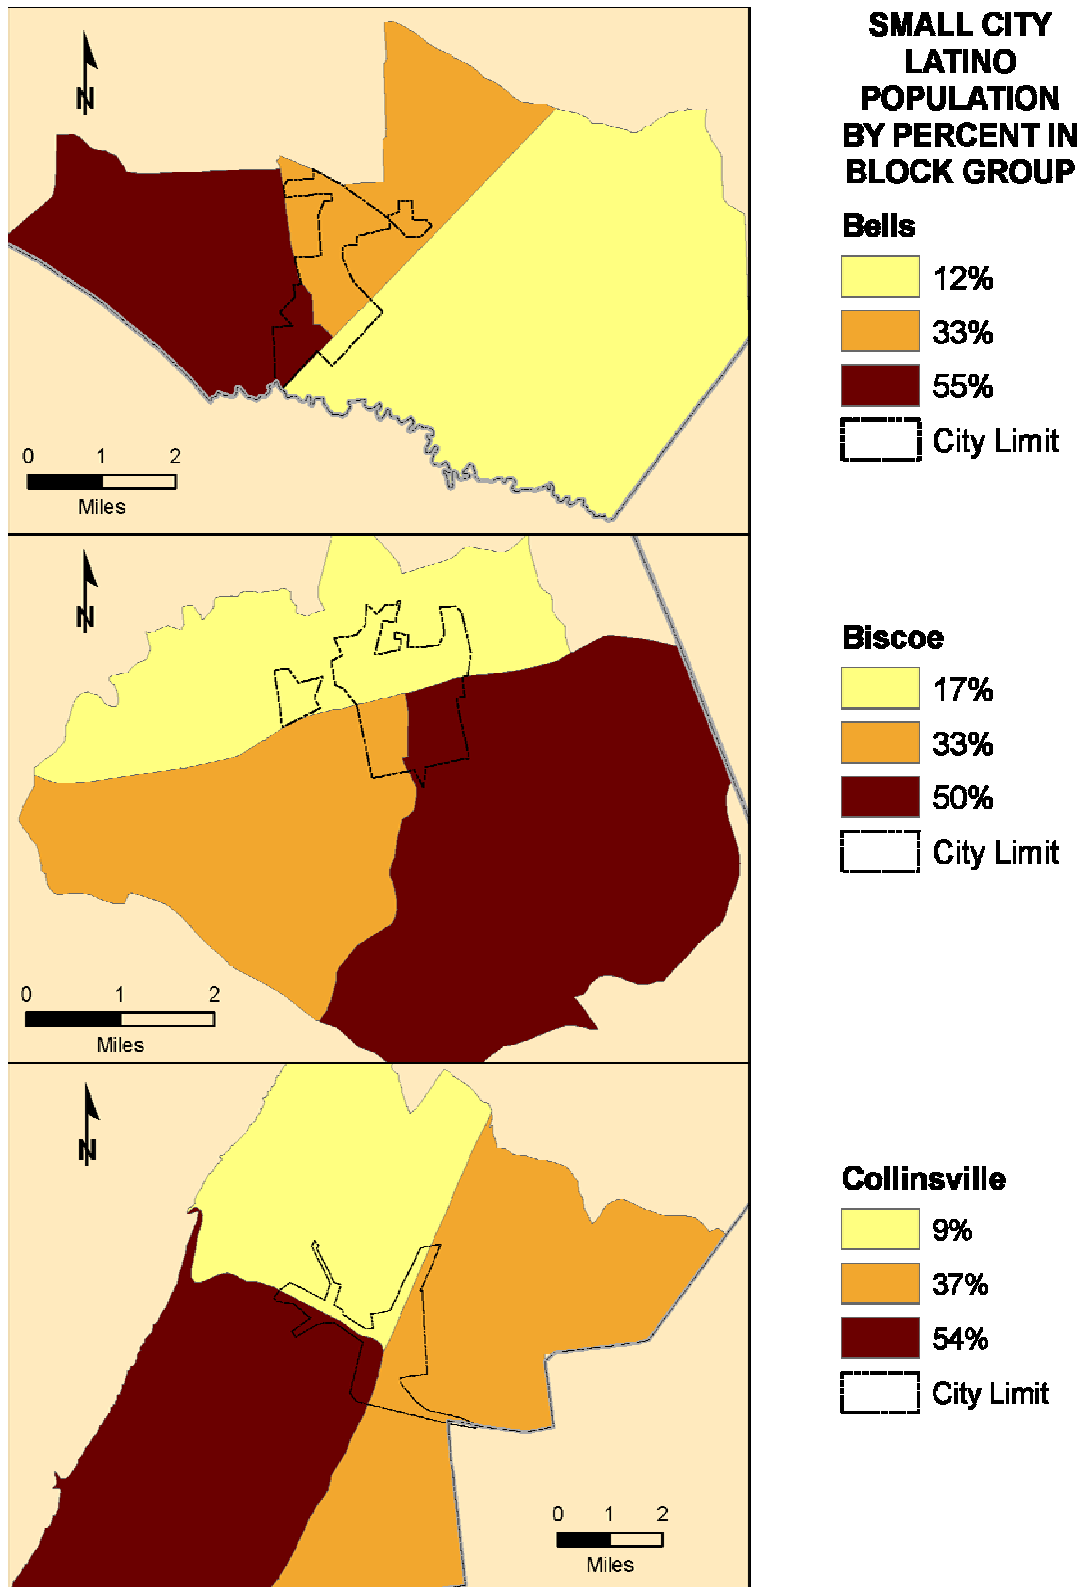 SMALL CITY
LATINO
POPULATION
BY PERCENT IN
BLOCK GROUP
N
0 1 2
Miles
Bells
12%
33%
55%
City Limit
N
0 1 2
Miles
Biscoe
17%
33%
50%
City Limit
N
0 1 2
Miles
Collinsville
9%
37%
54%
City Limit